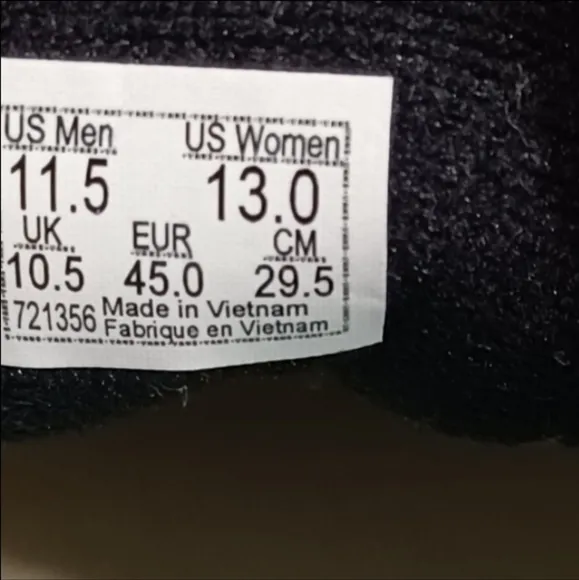 US Men US Women
11.5 13.0
UK EUR CM
10.5 45.0 29.5
721356 Made in Vietnam
Fabrique en Vietnam